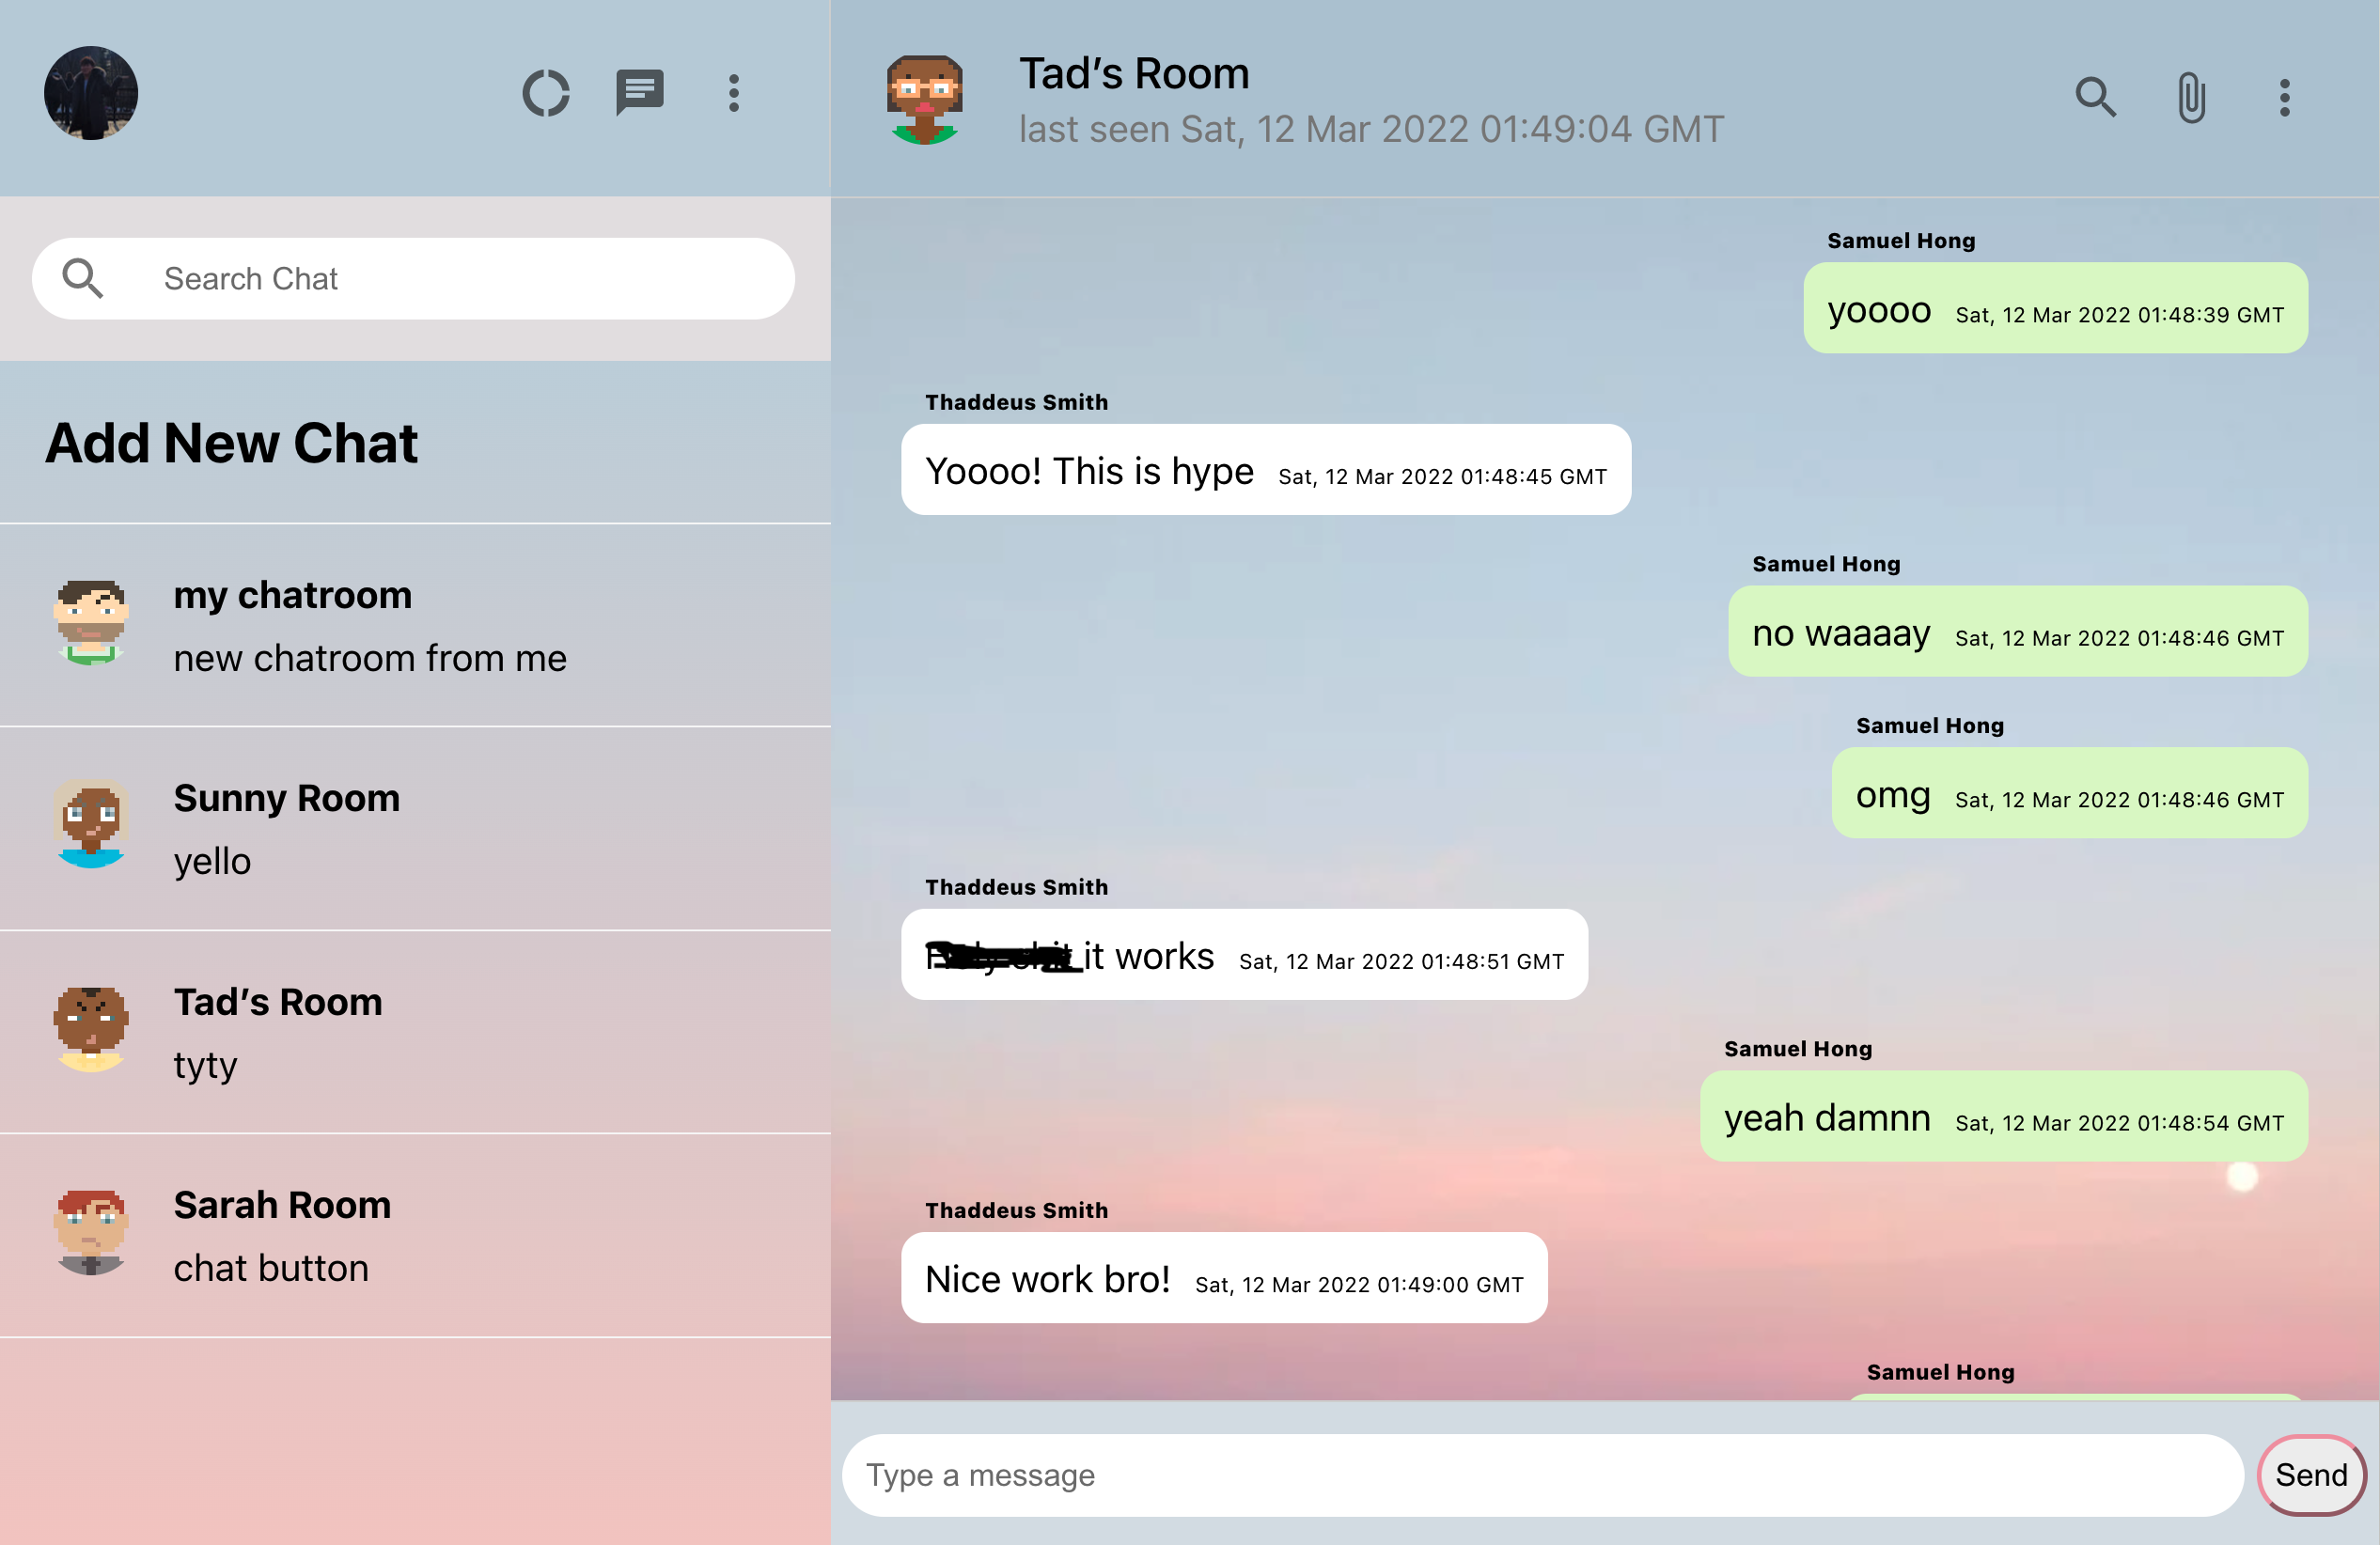 Search Chat
Add New Chat
my chatroom
new chatroom from me
Sunny Room
yello
Tad’s Room
tyty
Sarah Room
chat button
Tad’s Room
last seen Sat, 12 Mar 2022 01:49:04 GMT
Samuel Hong
yoooo Sat, 12 Mar 2022 01:48:39 GMT
Thaddeus Smith
Yoooo! This is hype Sat, 12 Mar 2022 01:48:45 GMT
Samuel Hong
no waaaay Sat, 12 Mar 2022 01:48:46 GMT
Samuel Hong
omg Sat, 12 Mar 2022 01:48:46 GMT
Thaddeus Smith
it works Sat, 12 Mar 2022 01:48:51 GMT
Samuel Hong
yeah damnn Sat, 12 Mar 2022 01:48:54 GMT
Thaddeus Smith
Nice work bro! Sat, 12 Mar 2022 01:49:00 GMT
Samuel Hong
Type a message
Send